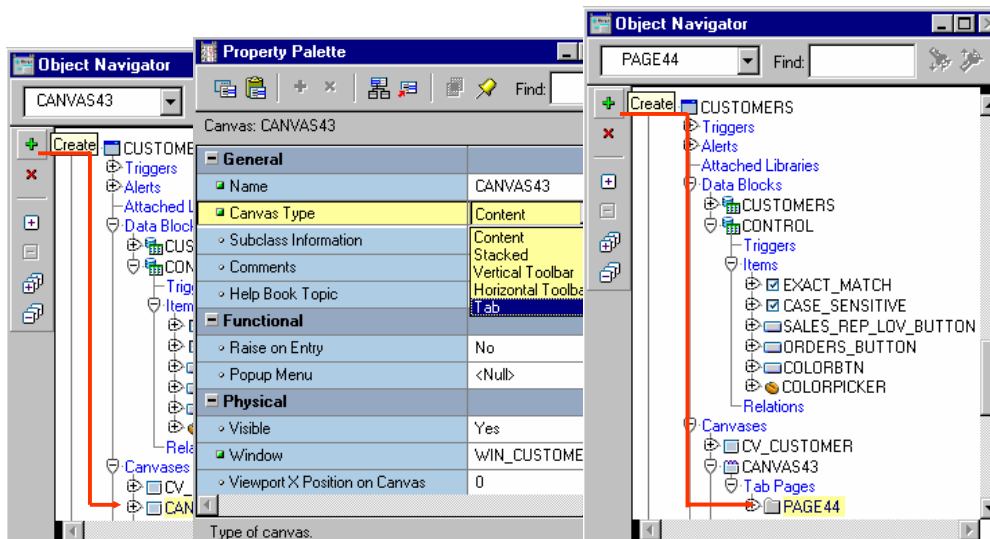 Object Navigator
CANVAS43
Create
CUSTOME
Triggers
Alerts
Attached L
Data Block
CUS
CON
Trig
Item
Rela
Canvases
CV_
CAN
Property Palette
Find:
Canvas: CANVAS43
General
Name CANVAS43
Canvas Type Content
Content
Stacked
Vertical Toolbar
Horizontal Toolba
Tab
Subclass Information
Comments
Help Book Topic
Functional
Raise on Entry No
Popup Menu <Null>
Physical
Visible Yes
Window WIN_CUSTOME
Viewport X Position on Canvas 0
Type of canvas.
Object Navigator
PAGE44 Find:
Create
CUSTOMERS
Triggers
Alerts
Attached Libraries
Data Blocks
CUSTOMERS
CONTROL
Triggers
Items
EXACT_MATCH
CASE_SENSITIVE
SALES_REP_LOV_BUTTON
ORDERS_BUTTON
COLORBTN
COLORPICKER
Relations
Canvases
CV_CUSTOMER
CANVAS43
Tab Pages
PAGE44